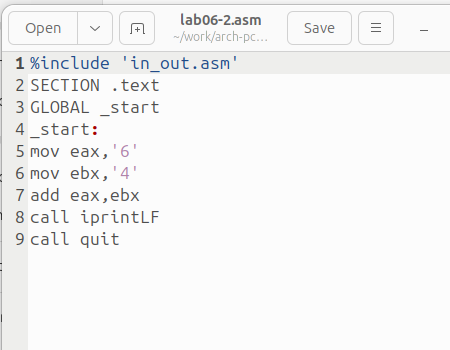 Open
lab06-2.asm
~/work/arch-pc...
Save
1 %include 'in_out.asm'
2 SECTION .text
3 GLOBAL _start
4 _start:
5 mov eax,'6'
6 mov ebx,'4'
7 add eax,ebx
8 call iprintLF
9 call quit